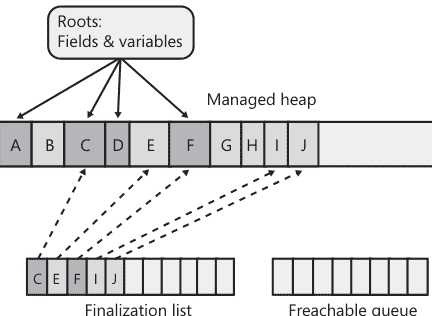 Roots:
Fields & variables
Managed heap
A B C D E F G H I J
C E F I J
Finalization list
Freachable queue